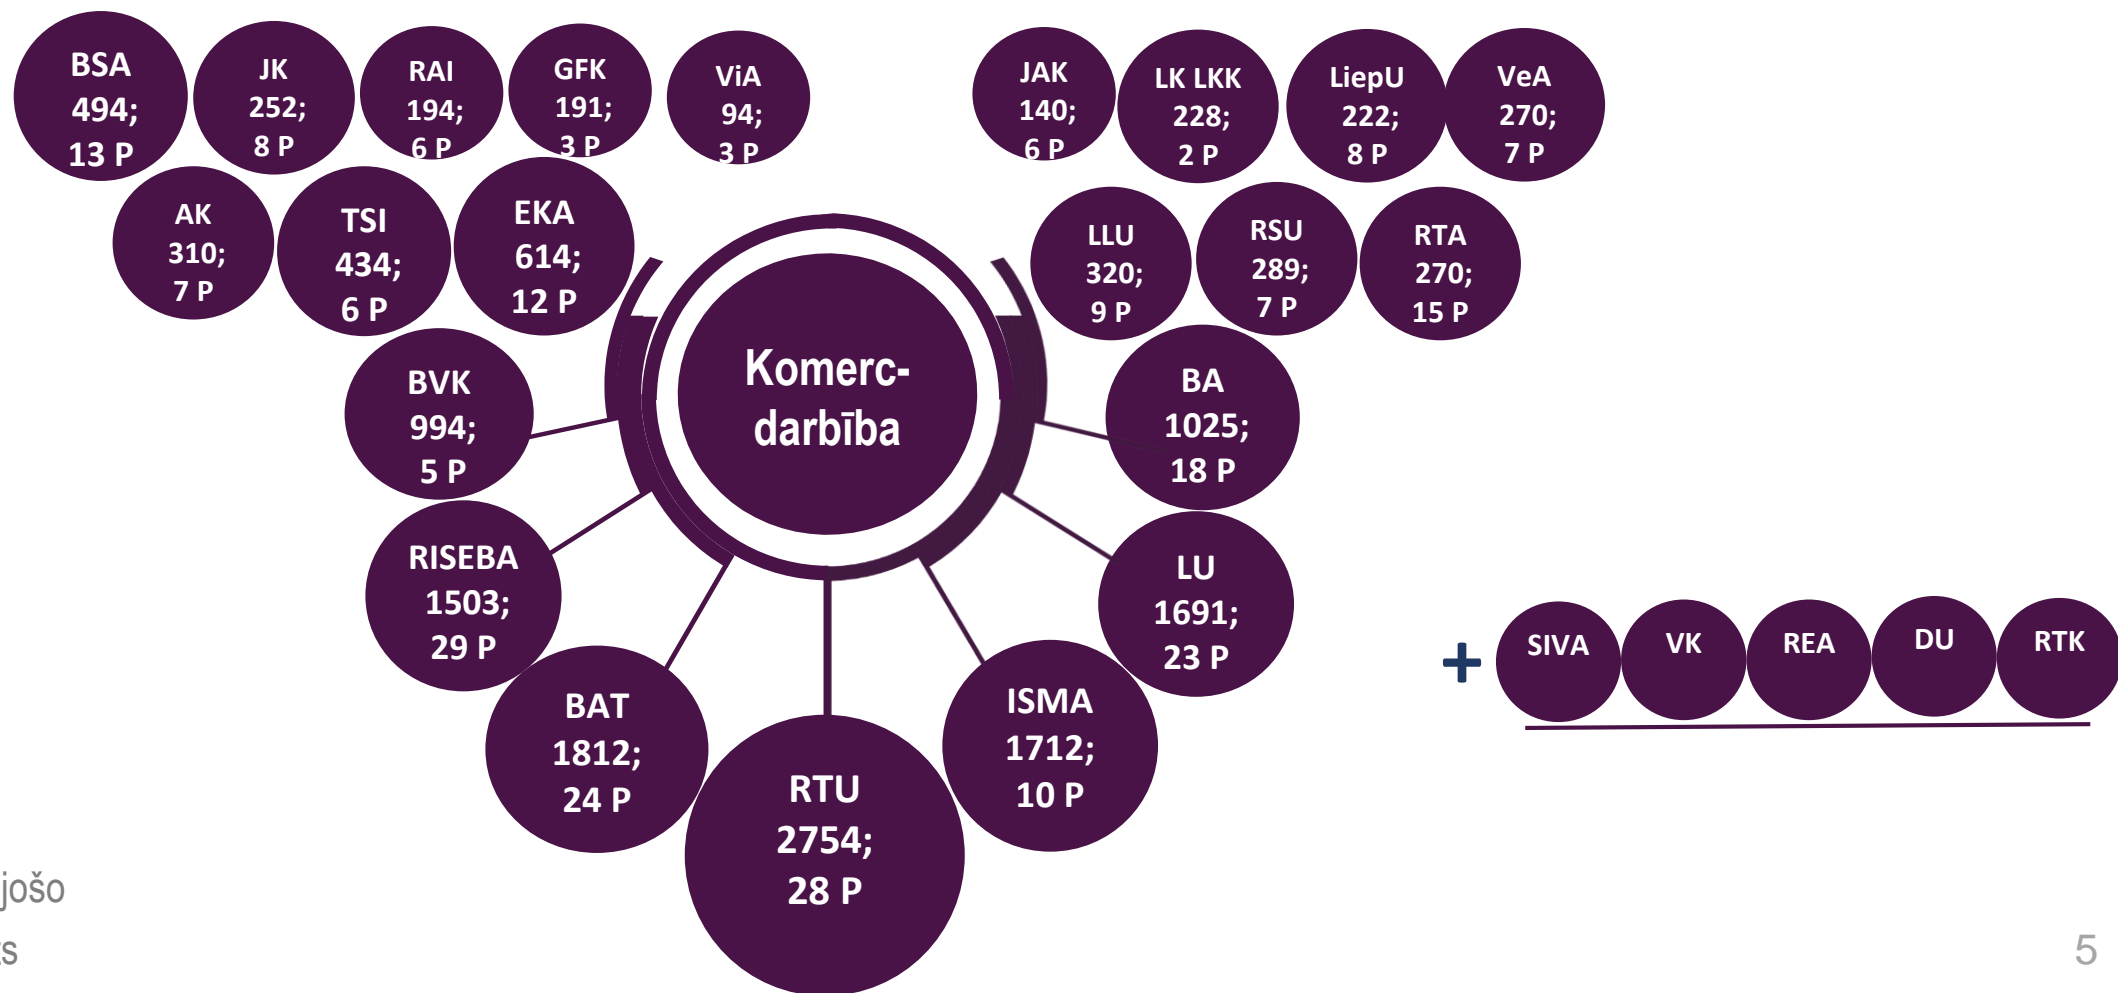 BSA
494;
13 P
JK
252;
8 P
RAI
194;
6 P
GFK
191;
3 P
ViA
94;
3 P
JAK
140;
6 P
LK LKK
228;
2 P
LiepU
222;
8 P
VeA
270;
7 P
AK
310;
7 P
TSI
434;
6 P
EKA
614;
12 P
LLU
320;
9 P
RSU
289;
7 P
RTA
270;
15 P
Komerc-
darbība
BVK
994;
5 P
BA
1025;
18 P
RISEBA
1503;
29 P
LU
1691;
23 P
BAT
1812;
24 P
RTU
2754;
28 P
ISMA
1712;
10 P
+
SIVA
VK
REA
DU
RTK
jošo
ts
5